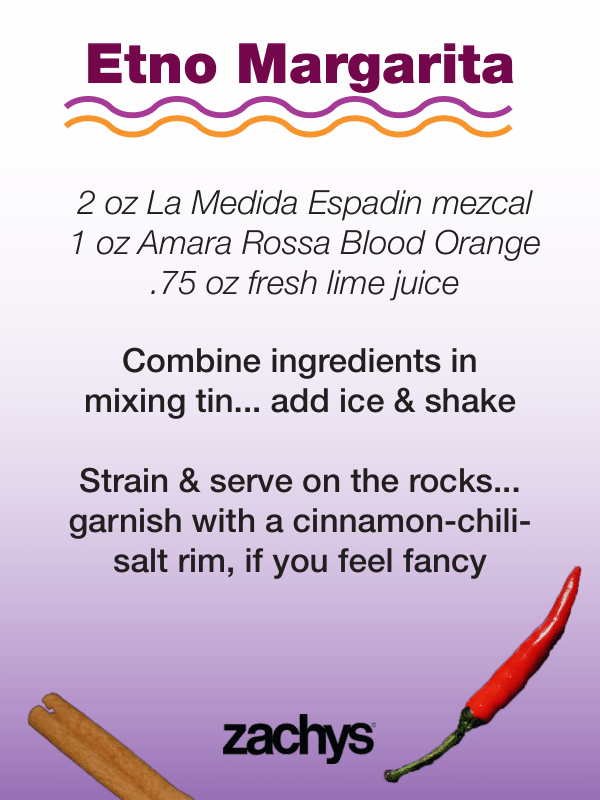 Etno Margarita
2 oz La Medida Espadin mezcal
1 oz Amara Rossa Blood Orange
.75 oz fresh lime juice
Combine ingredients in
mixing tin... add ice & shake
Strain & serve on the rocks...
garnish with a cinnamon-chili-
salt rim, if you feel fancy
zachys